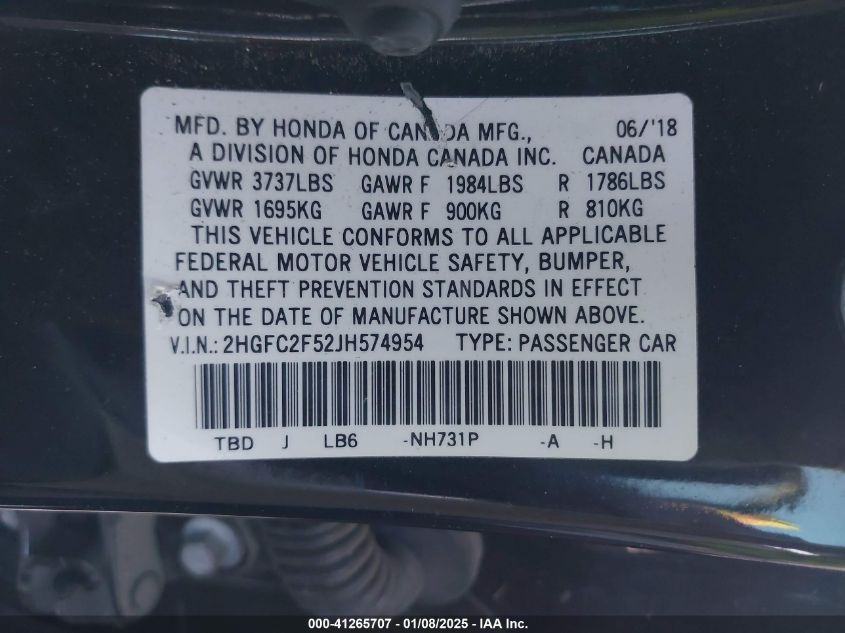 MFD. BY HONDA OF CANADA MFG., 06/'18
A DIVISION OF HONDA CANADA INC. CANADA
GVWR 3737LBS GAWR F 1984LBS R 1786LBS
GVWR 1695KG GAWR F 900KG R 810KG
THIS VEHICLE CONFORMS TO ALL APPLICABLE
FEDERAL MOTOR VEHICLE SAFETY, BUMPER,
AND THEFT PREVENTION STANDARDS IN EFFECT
ON THE DATE OF MANUFACTURE SHOWN ABOVE.
V.I.N.: 2HGFC2F52JH574954 TYPE: PASSENGER CAR
TBD J LB6 -NH731P -A -H
000-41265707 - 01/08/2025 - IAA Inc.